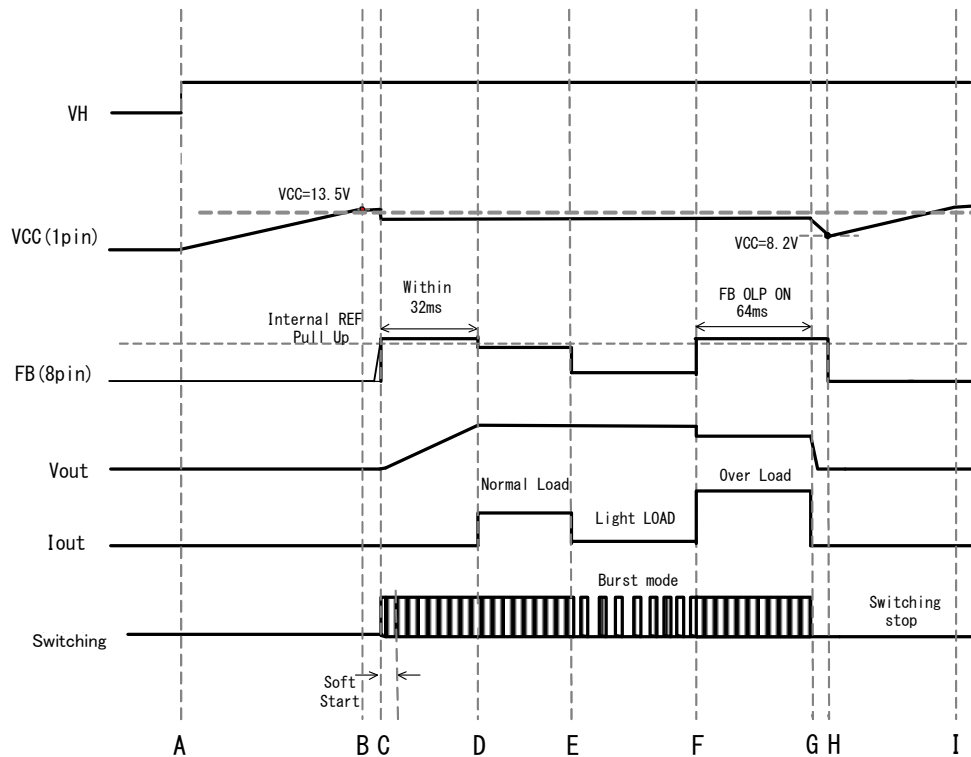 VH
VCC=13.5V
VCC(1pin)
VCC=8.2V
Within
32ms
FB OLP ON
64ms
Internal REF
Pull Up
FB(8pin)
Vout
Normal Load
Over Load
Light LOAD
Iout
Burst mode
Switching
stop
Switching
Soft
Start
A B C D E F G H I